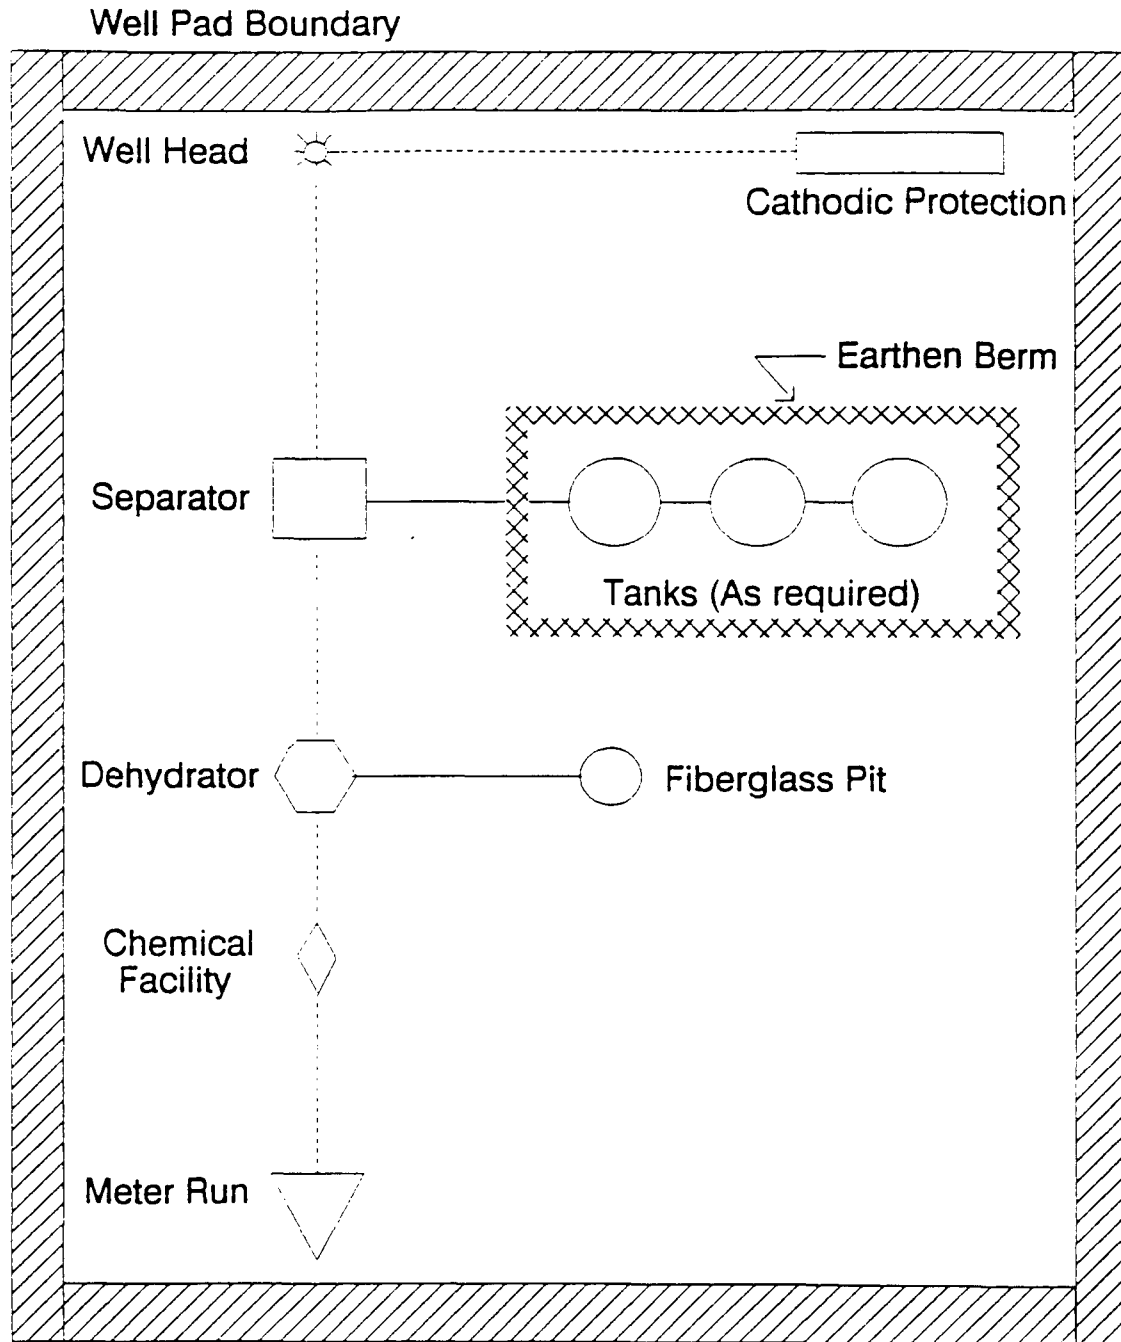 Well Pad Boundary
Well Head
Cathodic Protection
Earthen Berm
Separator
Tanks (As required)
Dehydrator
Fiberglass Pit
Chemical
Facility
Meter Run